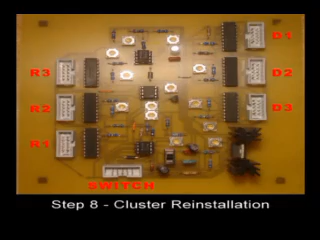 D1
R3
D2
R2
D3
R1
SWITCH
Step 8 - Cluster Reinstallation